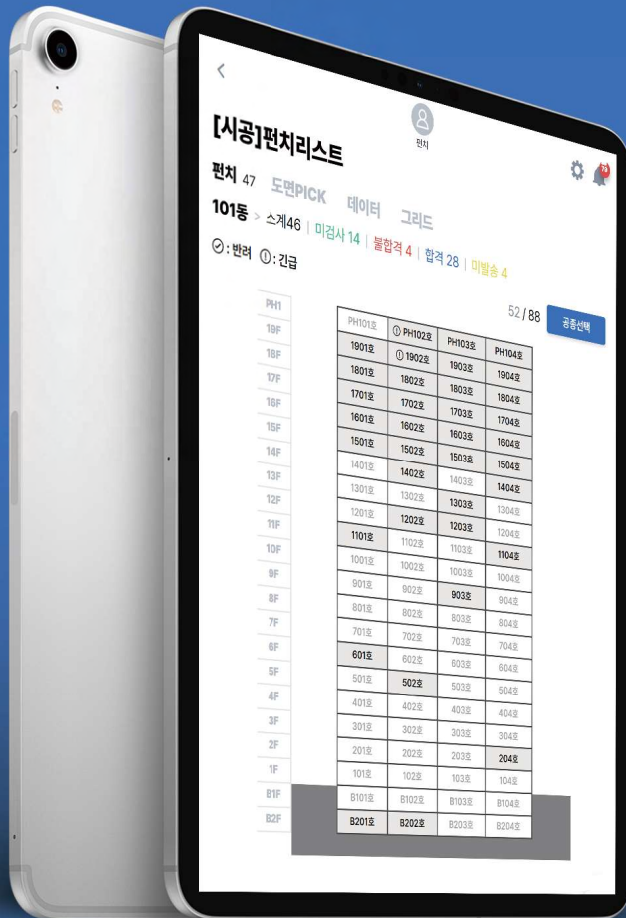 펀치
[시공]펀치리스트
70
펀치 47 도면PICK 데이터 그리드
101동 > 스계46 | 미검사 14 | 불합격 4 | 합격 28 | 미발송 4
: 반려 : 긴급
52 / 88 공종선택
PH1 PH101호 PH102호 PH103호 PH104호
19F 1901호 1902호 1903호 1904호
18F 1801호 1802호 1803호 1804호
17F 1701호 1702호 1703호 1704호
16F 1601호 1602호 1603호 1604호
15F 1501호 1502호 1503호 1504호
14F 1401호 1402호 1403호 1404호
13F 1301호 1302호 1303호 1304호
12F 1201호 1202호 1203호 1204호
11F 1101호 1102호 1103호 1104호
10F 1001호 1002호 1003호 1004호
9F 901호 902호 903호 904호
8F 801호 802호 803호 804호
7F 701호 702호 703호 704호
6F 601호 602호 603호 604호
5F 501호 502호 503호 504호
4F 401호 402호 403호 404호
3F 301호 302호 303호 304호
2F 201호 202호 203호 204호
1F 101호 102호 103호 104호
B1F B101호 B102호 B103호 B104호
B2F B201호 B202호 B203호 B204호